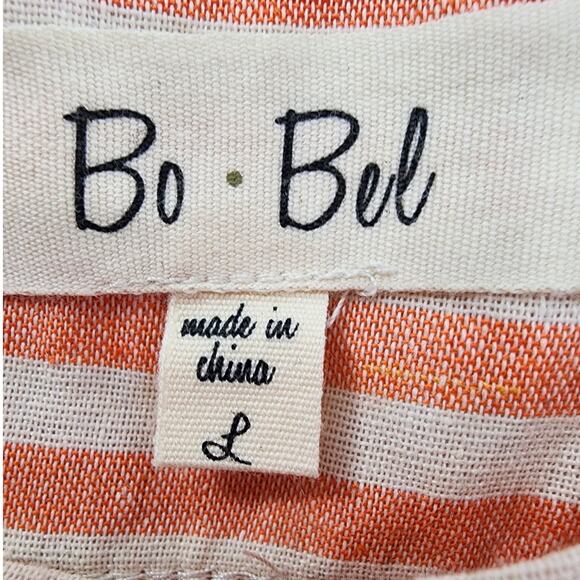 Bo • Bel
made in
china
L